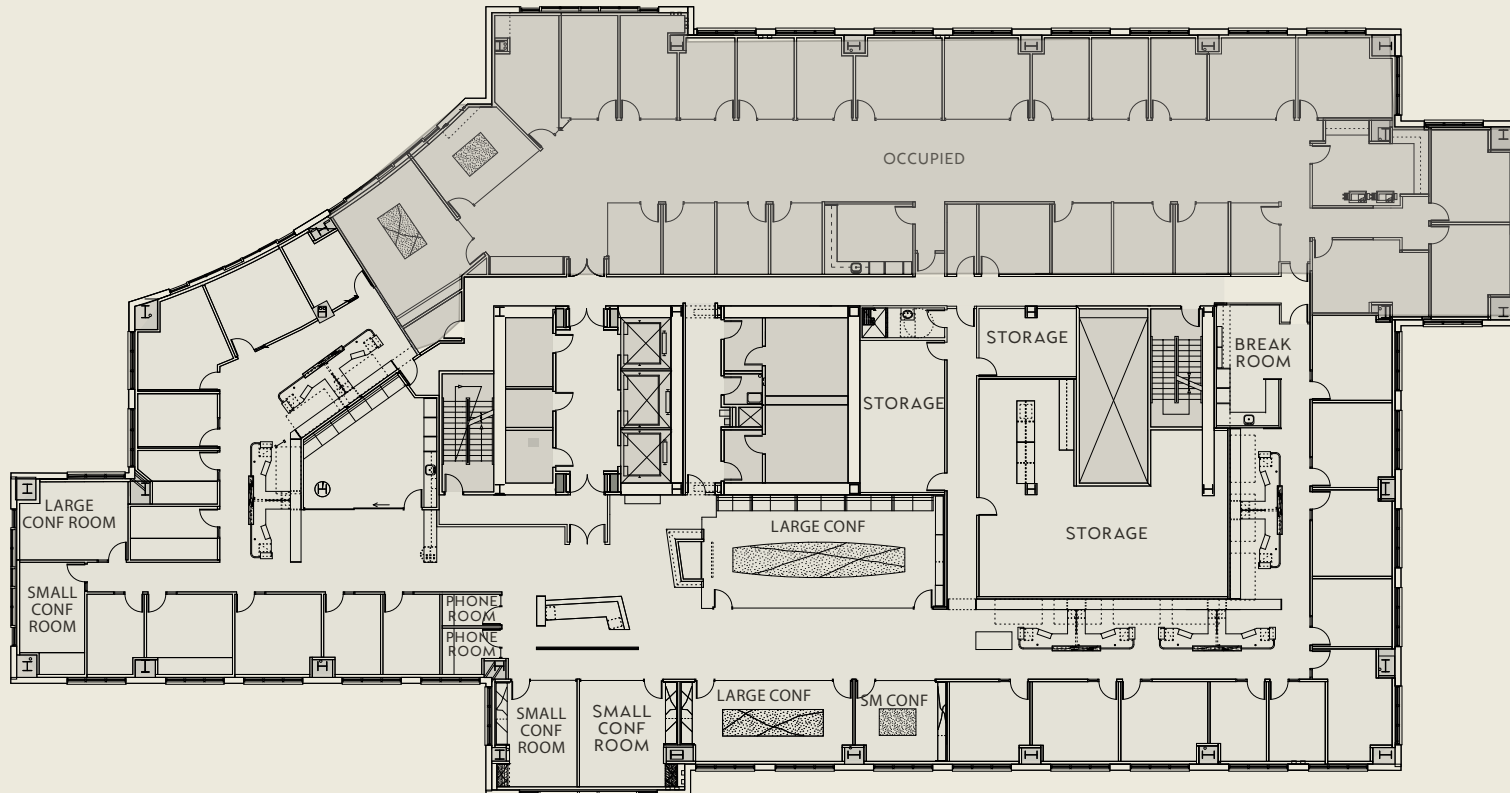 OCCUPIED
STORAGE
BREAK
ROOM
STORAGE
LARGE
CONF ROOM
LARGE CONF
STORAGE
SMALL
CONF
ROOM
PHONE
ROOM
PHONE
ROOM
SMALL
CONF
ROOM
SMALL
CONF
ROOM
LARGE CONF
SM CONF